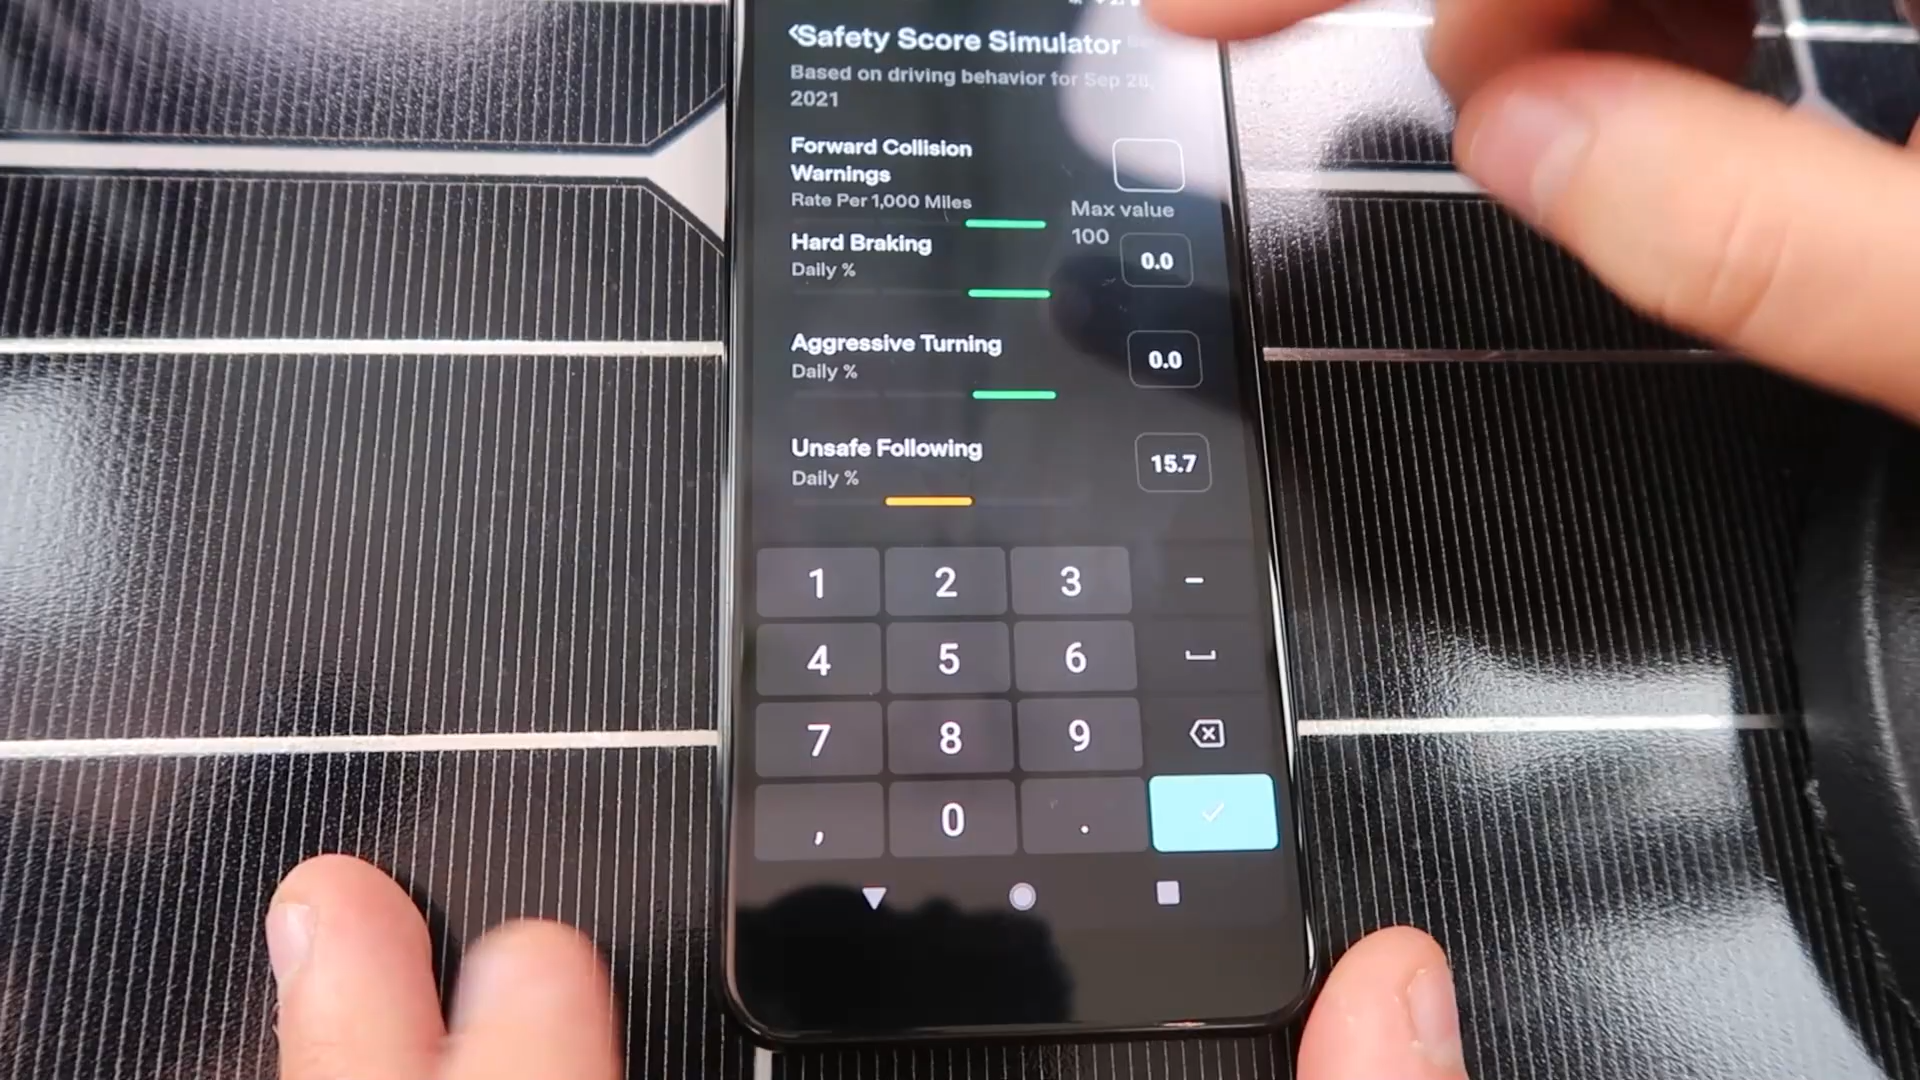 Safety Score Simulator
Based on driving behavior for Sep 28,
2021
Forward Collision
Warnings
Rate Per 1,000 Miles
Max value
100
Hard Braking
Daily %
0.0
Aggressive Turning
Daily %
0.0
Unsafe Following
Daily %
15.7
1 2 3 -
4 5 6
7 8 9
, 0 .